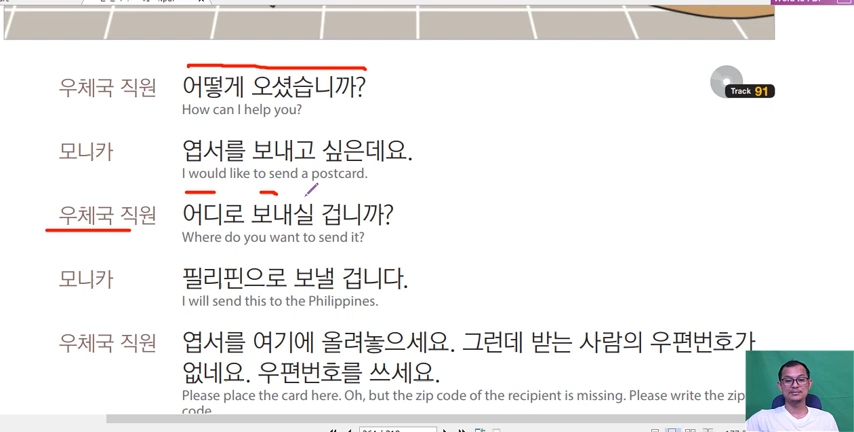 우체국 직원 어떻게 오셨습니까?
How can I help you?
Track 91
모니카 엽서를 보내고 싶은데요.
I would like to send a postcard.
우체국 직원 어디로 보내실 겁니까?
Where do you want to send it?
모니카 필리핀으로 보낼 겁니다.
I will send this to the Philippines.
우체국 직원 엽서를 여기에 올려놓으세요. 그런데 받는 사람의 우편번호가
없네요. 우편번호를 쓰세요.
Please place the card here. Oh, but the zip code of the recipient is missing. Please write the zip
code.